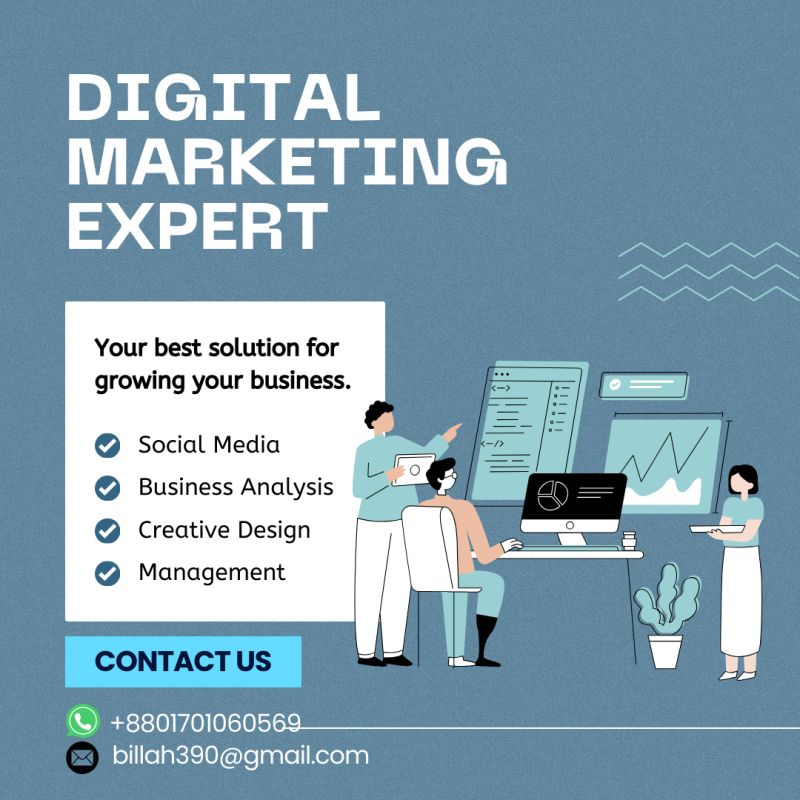 DIGITAL
MARKETING
EXPERT
Your best solution for
growing your business.
Social Media
Business Analysis
Creative Design
Management
CONTACT US
+8801701060569
billah390@gmail.com